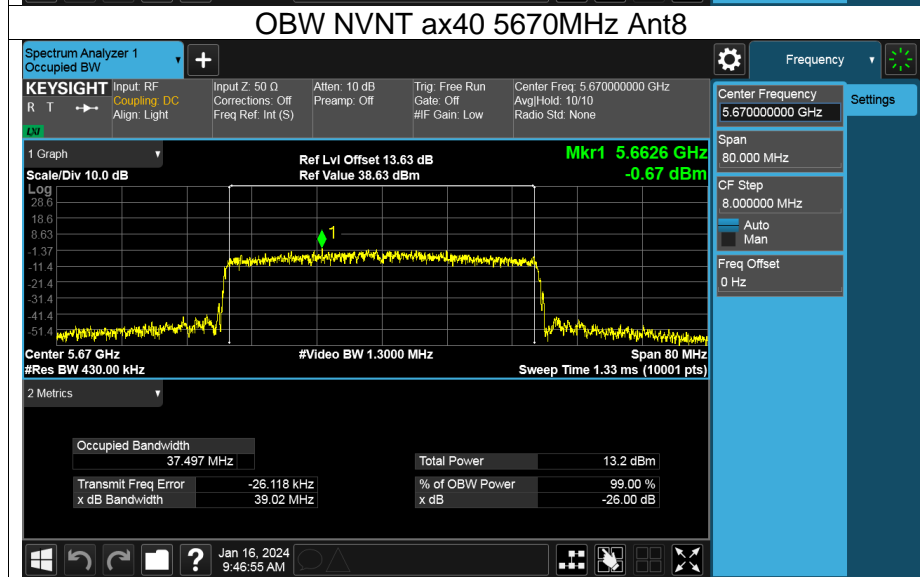 OBW NVNT ax40 5670MHz Ant8
Spectrum Analyzer 1
Occupied BW
+
Frequency
KEYSIGHT
R T
LXI
Input: RF
Coupling: DC
Align: Light
Input Z: 50 Ω
Corrections: Off
Freq Ref: Int (S)
Atten: 10 dB
Preamp: Off
Trig: Free Run
Gate: Off
#IF Gain: Low
Center Freq: 5.670000000 GHz
Avg|Hold: 10/10
Radio Std: None
Center Frequency
5.670000000 GHz
Settings
Span
80.000 MHz
CF Step
8.000000 MHz
Auto
Man
Freq Offset
0 Hz
1 Graph
Scale/Div 10.0 dB
Ref Lvl Offset 13.63 dB
Ref Value 38.63 dBm
Mkr1 5.6626 GHz
-0.67 dBm
Log
28.6
18.6
8.63
-1.37
-11.4
-21.4
-31.4
-41.4
-51.4
1
Center 5.67 GHz
#Video BW 1.3000 MHz
Span 80 MHz
#Res BW 430.00 kHz
Sweep Time 1.33 ms (10001 pts)
2 Metrics
Occupied Bandwidth
37.497 MHz
Total Power 13.2 dBm
Transmit Freq Error -26.118 kHz
% of OBW Power 99.00 %
x dB Bandwidth 39.02 MHz
x dB -26.00 dB
?
Jan 16, 2024
9:46:55 AM